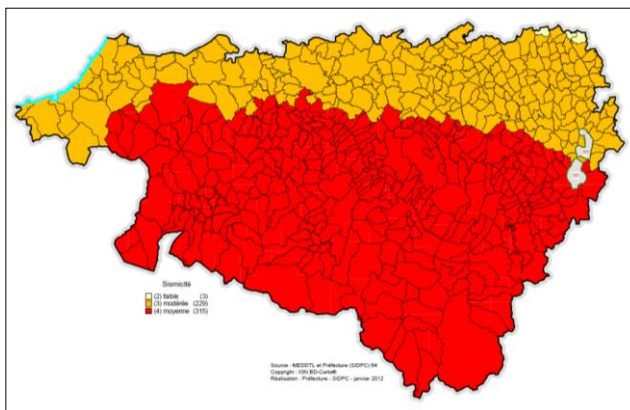 Sismicité
(2) faible (3)
(3) modérée (229)
(4) moyenne (315)
Source : MEDDTL et Préfecture (SIDPC) 64
Copyright : IGN BD-Carto®
Réalisation : Préfecture - SIDPC - janvier 2012